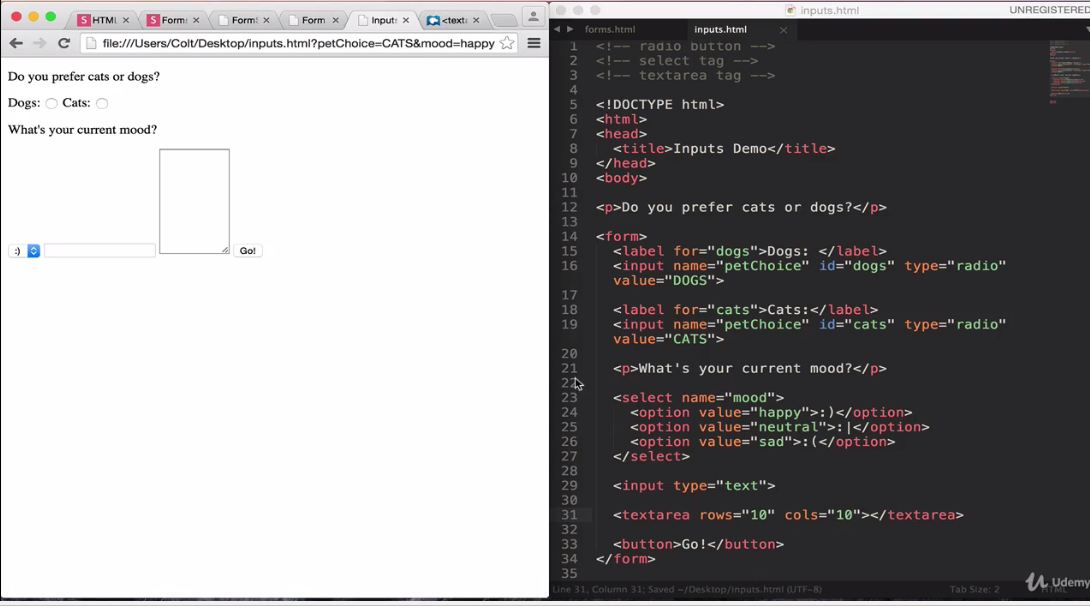 HTML
Forms
FormS
Form
Inputs
<texta
file:///Users/Colt/Desktop/inputs.html?petChoice=CATS&mood=happy
Do you prefer cats or dogs?
Dogs: Cats:
What's your current mood?
:) Go!
inputs.html
UNREGISTERED
forms.html inputs.html
1 <!-- radio button -->
2 <!-- select tag -->
3 <!-- textarea tag -->
4
5 <!DOCTYPE html>
6 <html>
7 <head>
8 <title>Inputs Demo</title>
9 </head>
10 <body>
11
12 <p>Do you prefer cats or dogs?</p>
13
14 <form>
15 <label for="dogs">Dogs: </label>
16 <input name="petChoice" id="dogs" type="radio"
value="DOGS">
17
18 <label for="cats">Cats:</label>
19 <input name="petChoice" id="cats" type="radio"
value="CATS">
20
21 <p>What's your current mood?</p>
22
23 <select name="mood">
24 <option value="happy">:)</option>
25 <option value="neutral">:|</option>
26 <option value="sad">:(</option>
27 </select>
28
29 <input type="text">
30
31 <textarea rows="10" cols="10"></textarea>
32
33 <button>Go!</button>
34 </form>
35
Line 31, Column 31; Saved ~/Desktop/inputs.html (UTF-8)
Tab Size: 2
HTML
Udemy